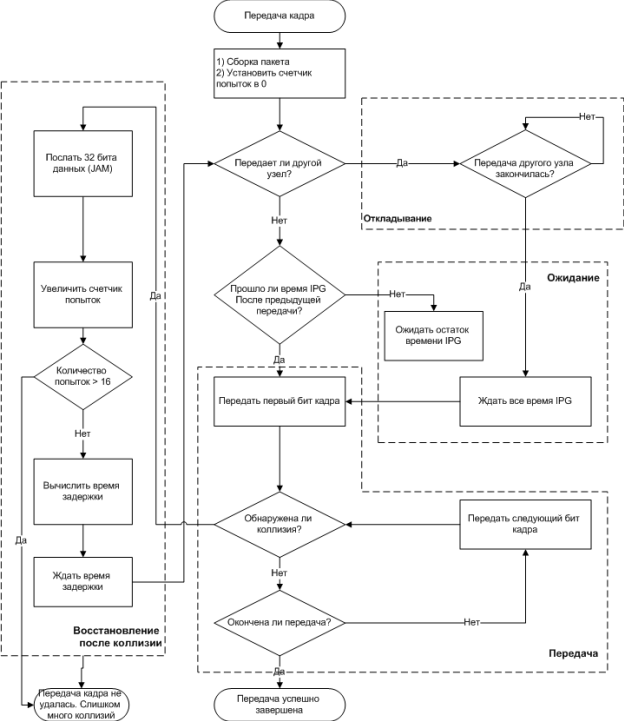 Передача кадра
1) Сборка пакета
2) Установить счетчик
попыток в 0
Передает ли другой
узел?
Да
Передача другого узла
закончилась?
Нет
Откладывание
Нет
Да
Прошло ли время IPG
После предыдущей
передачи?
Нет
Ожидание
Ожидать остаток
времени IPG
Ждать все время IPG
Да
Передать первый бит кадра
Обнаружена ли
коллизия?
Передать следующий бит
кадра
Нет
Окончена ли передача?
Нет
Передача
Да
Передача успешно
завершена
Да
Послать 32 бита
данных (JAM)
Увеличить счетчик
попыток
Количество
попыток > 16
Нет
Вычислить время
задержки
Да
Ждать время
задержки
Восстановление
после коллизии
Передача кадра не
удалась. Слишком
много коллизий